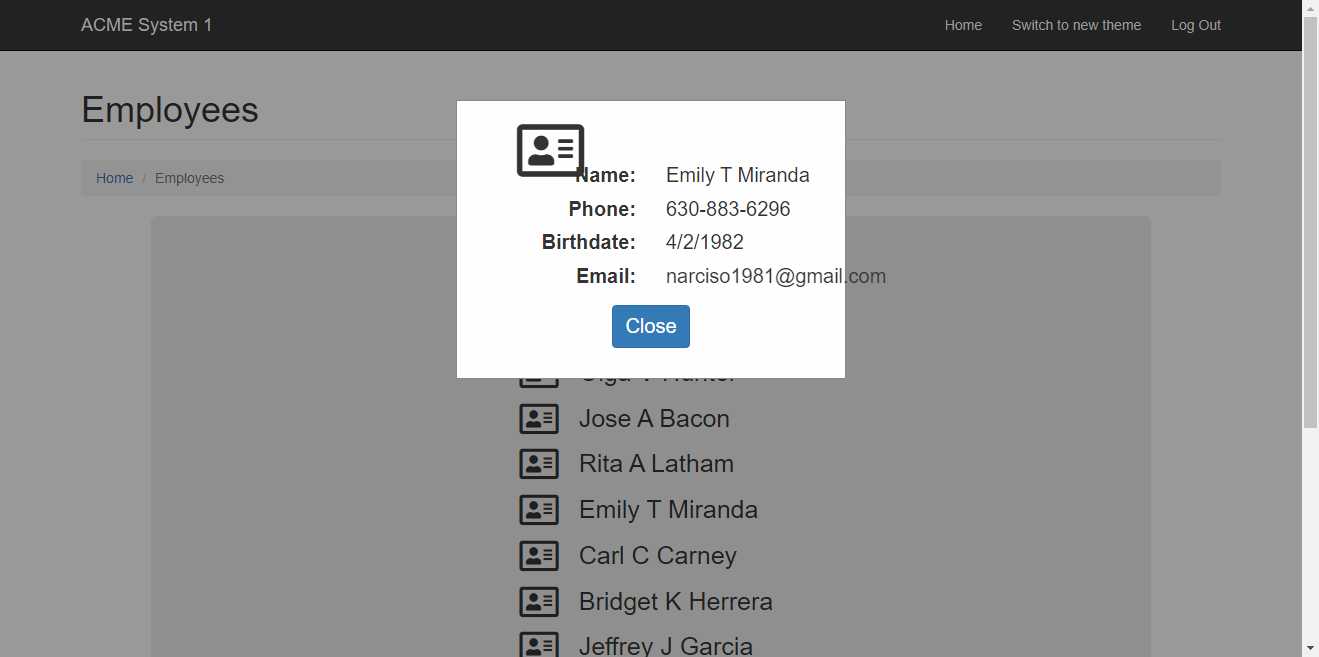 ACME System 1 Home Switch to new theme Log Out
Employees
Home / Employees
Name: Emily T Miranda
Phone: 630-883-6296
Birthdate: 4/2/1982
Email: narciso1981@gmail.com
Close
Jose A Bacon
Rita A Latham
Emily T Miranda
Carl C Carney
Bridget K Herrera
Jeffrey J Garcia